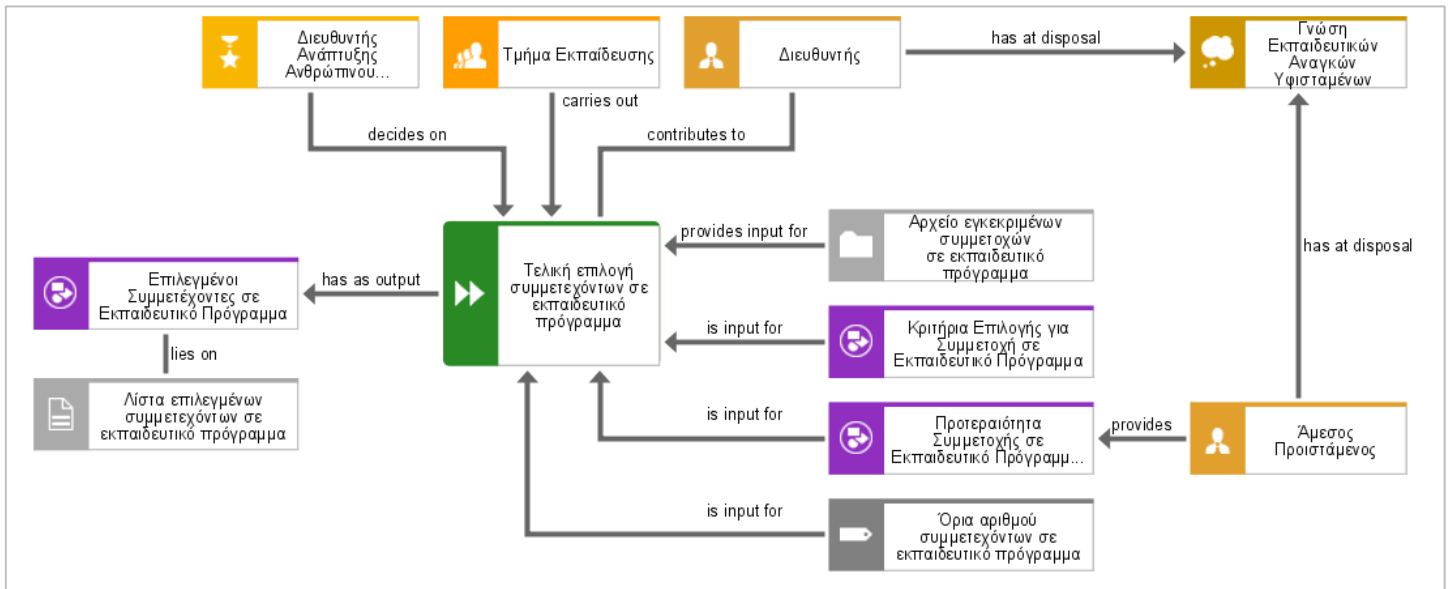 Διευθυντής
Ανάπτυξης
Ανθρώπινου...
Τμήμα Εκπαίδευσης
Διευθυντής
has at disposal
Γνώση
Εκπαιδευτικών
Αναγκών
Υφισταμένων
carries out
decides on
contributes to
provides input for
Αρχείο εγκεκριμένων
συμμετοχών
σε εκπαιδευτικό
πρόγραμμα
has at disposal
Επιλεγμένοι
Συμμετέχοντες σε
Εκπαιδευτικό Πρόγραμμα
has as output
Τελική επιλογή
συμμετεχόντων σε
εκπαιδευτικό
πρόγραμμα
is input for
Κριτήρια Επιλογής για
Συμμετοχή σε
Εκπαιδευτικό Πρόγραμμα
lies on
Λίστα επιλεγμένων
συμμετεχόντων σε
εκπαιδευτικό πρόγραμμα
is input for
Προτεραιότητα
Συμμετοχής σε
Εκπαιδευτικό Πρόγραμμ...
provides
Άμεσος
Προιστάμενος
is input for
Όρια αριθμού
συμμετεχόντων σε
εκπαιδευτικό πρόγραμμα